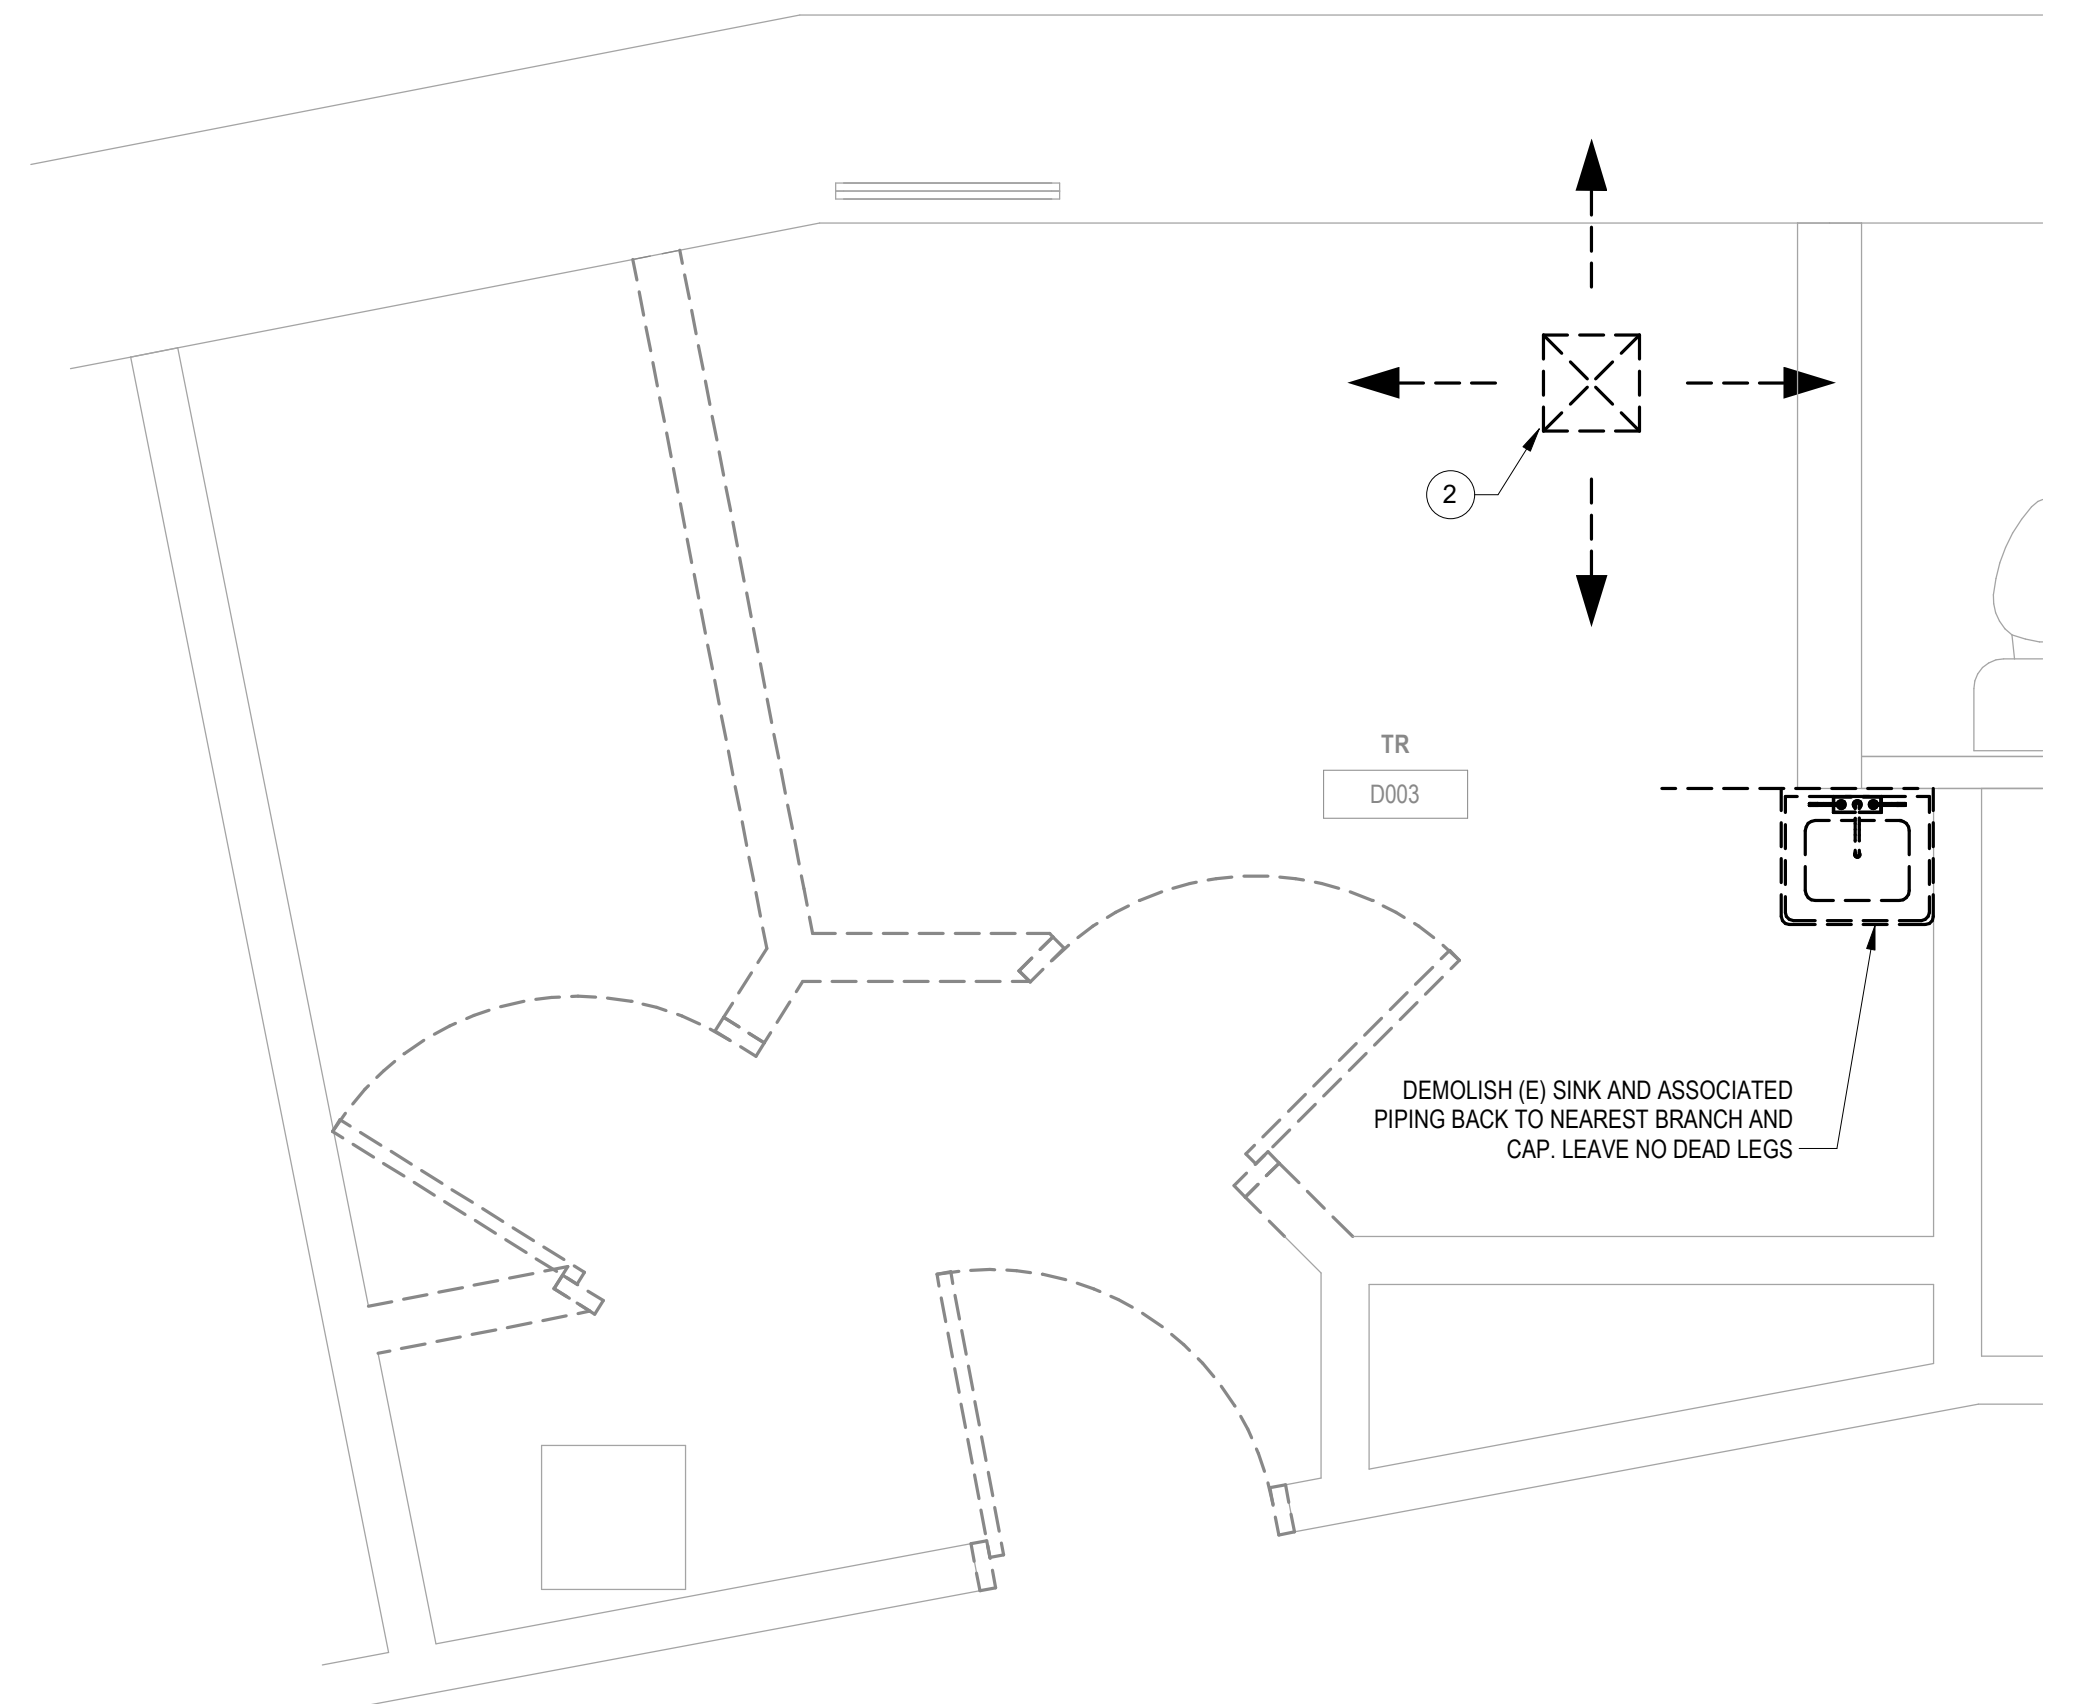 2
TR
D003
DEMOLISH (E) SINK AND ASSOCIATED
PIPING BACK TO NEAREST BRANCH AND
CAP. LEAVE NO DEAD LEGS